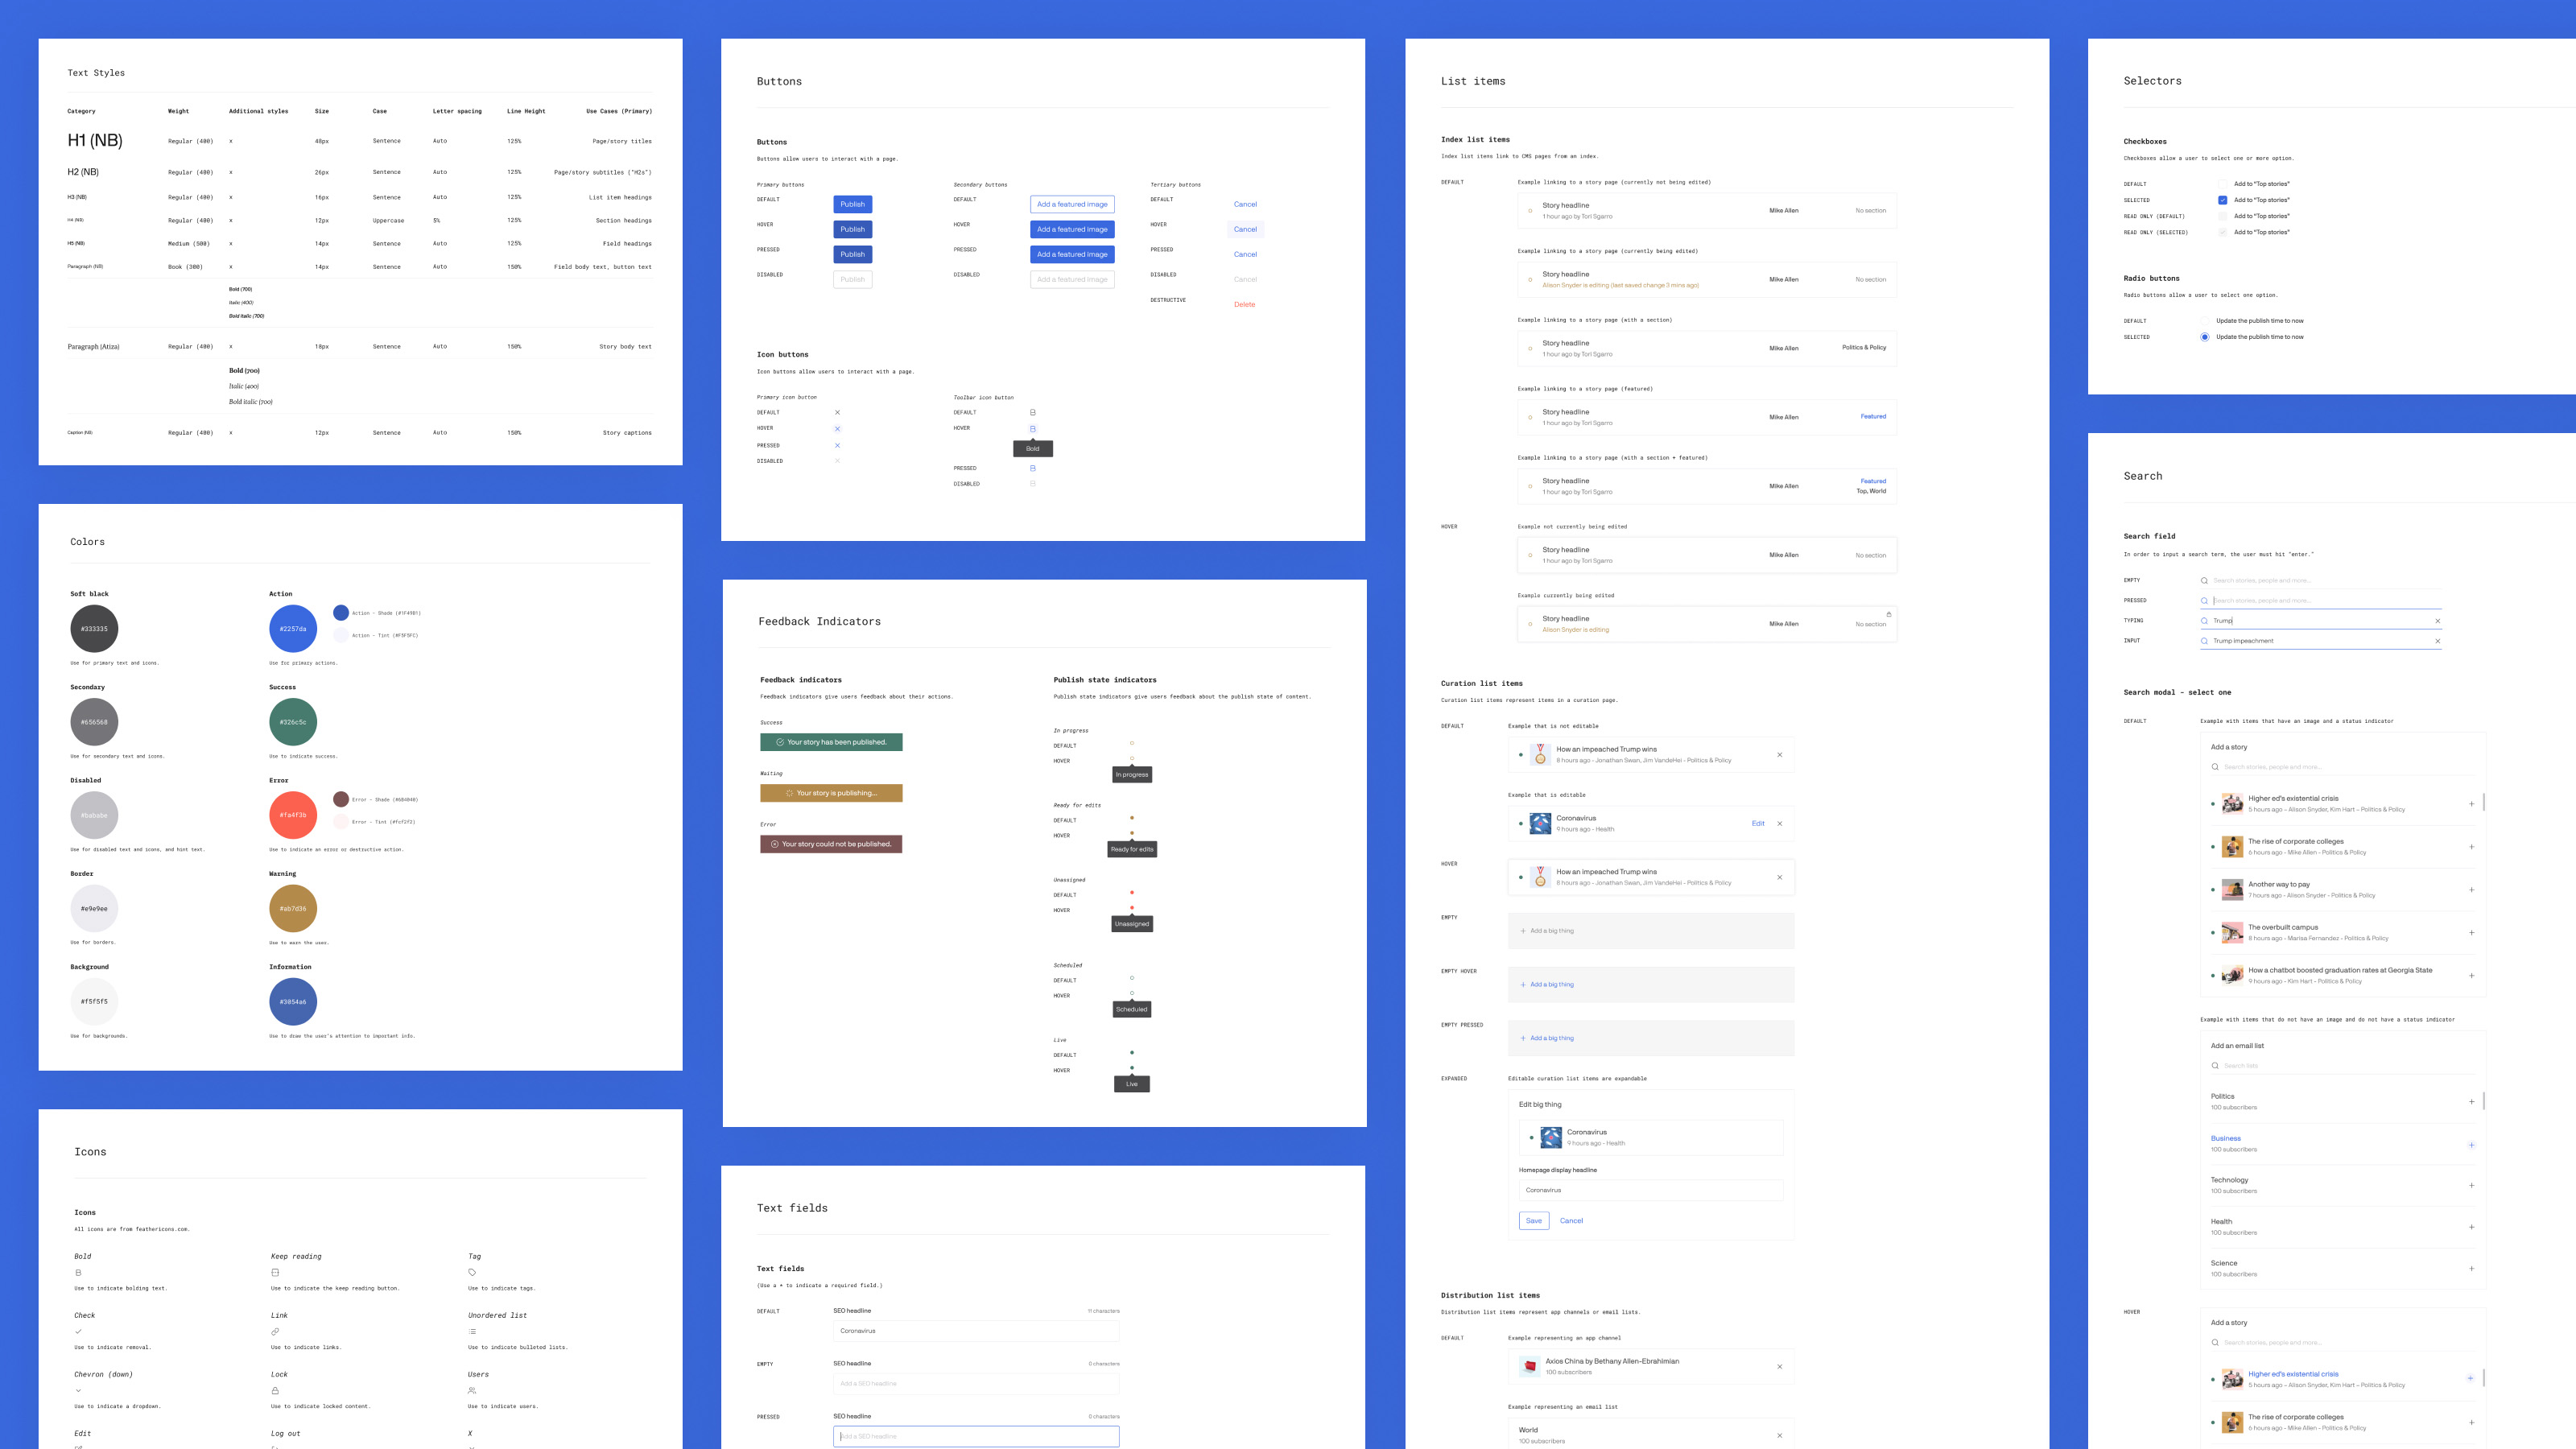 Text Styles
Category Weight Additional styles Size Case Letter spacing Line Height Use Cases (Primary)
H1 (NB) Regular (400) x 48px Sentence Auto 125% Page/story titles
H2 (NB) Regular (400) x 26px Sentence Auto 125% Page/story subtitles ("H2s")
H3 (NB) Regular (400) x 16px Sentence Auto 125% List item headings
H4 (NB) Regular (400) x 12px Uppercase 5% 125% Section headings
H5 (NB) Medium (500) x 14px Sentence Auto 125% Field headings
Paragraph (NB) Book (300) x 14px Sentence Auto 150% Field body text, button text
Bold (700)
Italic (400)
Bold italic (700)
Paragraph (Atiza) Regular (400) x 18px Sentence Auto 150% Story body text
Bold (700)
Italic (400)
Bold italic (700)
Caption (NB) Regular (400) x 12px Sentence Auto 150% Story captions
Colors
Soft black
#333335
Use for primary text and icons.
Action
#2257da
Action - Shade (#1F49B1)
Action - Tint (#F5F5FC)
Use for primary actions.
Secondary
#656568
Use for secondary text and icons.
Success
#326c5c
Use to indicate success.
Disabled
#bababe
Use for disabled text and icons, and hint text.
Error
#fa4f3b
Error - Shade (#6B4040)
Error - Tint (#fcf2f2)
Use to indicate an error or destructive action.
Border
#e9e9ee
Use for borders.
Warning
#ab7d36
Use to warn the user.
Background
#f5f5f5
Use for backgrounds.
Information
#3054a6
Use to draw the user's attention to important info.
Icons
Icons
All icons are from feathericons.com.
Bold Keep reading Tag
Use to indicate bolding text. Use to indicate the keep reading button. Use to indicate tags.
Check Link Unordered list
Use to indicate removal. Use to indicate links. Use to indicate bulleted lists.
Chevron (down) Lock Users
Use to indicate a dropdown. Use to indicate locked content. Use to indicate users.
Edit Log out X
Buttons
Buttons
Buttons allow users to interact with a page.
Primary buttons Secondary buttons Tertiary buttons
DEFAULT Publish DEFAULT Add a featured image DEFAULT Cancel
HOVER Publish HOVER Add a featured image HOVER Cancel
PRESSED Publish PRESSED Add a featured image PRESSED Cancel
DISABLED Publish DISABLED Add a featured image DISABLED Cancel
DESTRUCTIVE Delete
Icon buttons
Icon buttons allow users to interact with a page.
Primary icon button Toolbar icon button
DEFAULT DEFAULT
HOVER HOVER
Bold
PRESSED PRESSED
DISABLED DISABLED
Feedback Indicators
Feedback indicators
Feedback indicators give users feedback about their actions.
Success
Your story has been published.
Waiting
Your story is publishing...
Error
Your story could not be published.
Publish state indicators
Publish state indicators give users feedback about the publish state of content.
In progress
DEFAULT
HOVER
In progress
Ready for edits
DEFAULT
HOVER
Ready for edits
Unassigned
DEFAULT
HOVER
Unassigned
Scheduled
DEFAULT
HOVER
Scheduled
Live
DEFAULT
HOVER
Live
Text fields
Text fields
(Use a * to indicate a required field.)
DEFAULT SEO headline 11 characters
Coronavirus
EMPTY SEO headline 0 characters
Add a SEO headline
PRESSED SEO headline 0 characters
Add a SEO headline
List items
Index list items
Index list items link to CMS pages from an index.
DEFAULT Example linking to a story page (currently not being edited)
Story headline
1 hour ago by Tori Sgarro
Mike Allen No section
Example linking to a story page (currently being edited)
Story headline
Alison Snyder is editing (last saved change 3 mins ago)
Mike Allen No section
Example linking to a story page (with a section)
Story headline
1 hour ago by Tori Sgarro
Mike Allen Politics & Policy
Example linking to a story page (featured)
Story headline
1 hour ago by Tori Sgarro
Mike Allen Featured
Example linking to a story page (with a section + featured)
Story headline
1 hour ago by Tori Sgarro
Mike Allen Featured
Top, World
HOVER Example not currently being edited
Story headline
1 hour ago by Tori Sgarro
Mike Allen No section
Example currently being edited
Story headline
Alison Snyder is editing
Mike Allen No section
Curation list items
Curation list items represent items in a curation page.
DEFAULT Example that is not editable
How an impeached Trump wins
8 hours ago - Jonathan Swan, Jim VandeHei - Politics & Policy
Example that is editable
Coronavirus
9 hours ago - Health
Edit
HOVER
How an impeached Trump wins
8 hours ago - Jonathan Swan, Jim VandeHei - Politics & Policy
EMPTY
Add a big thing
EMPTY HOVER
Add a big thing
EMPTY PRESSED
Add a big thing
EXPANDED Editable curation list items are expandable
Edit big thing
Coronavirus
9 hours ago - Health
Homepage display headline
Coronavirus
Save Cancel
Distribution list items
Distribution list items represent app channels or email lists.
DEFAULT Example representing an app channel
Axios China by Bethany Allen-Ebrahimian
100 subscribers
Example representing an email list
World
100 subscribers
Selectors
Checkboxes
Checkboxes allow a user to select one or more option.
DEFAULT Add to "Top stories"
SELECTED Add to "Top stories"
READ ONLY (DEFAULT) Add to "Top stories"
READ ONLY (SELECTED) Add to "Top stories"
Radio buttons
Radio buttons allow a user to select one option.
DEFAULT Update the publish time to now
SELECTED Update the publish time to now
Search
Search field
In order to input a search term, the user must hit "enter."
EMPTY Search stories, people and more...
PRESSED Search stories, people and more...
TYPING Trump
INPUT Trump impeachment
Search modal - select one
DEFAULT Example with items that have an image and a status indicator
Add a story
Search stories, people and more...
Higher ed's existential crisis
5 hours ago - Alison Snyder, Kim Hart - Politics & Policy
The rise of corporate colleges
6 hours ago - Mike Allen - Politics & Policy
Another way to pay
7 hours ago - Alison Snyder - Politics & Policy
The overbuilt campus
8 hours ago - Marisa Fernandez - Politics & Policy
How a chatbot boosted graduation rates at Georgia State
9 hours ago - Kim Hart - Politics & Policy
Example with items that do not have an image and do not have a status indicator
Add an email list
Search lists
Politics
100 subscribers
Business
100 subscribers
Technology
100 subscribers
Health
100 subscribers
Science
100 subscribers
HOVER
Add a story
Search stories, people and more...
Higher ed's existential crisis
5 hours ago - Alison Snyder, Kim Hart - Politics & Policy
The rise of corporate colleges
6 hours ago - Mike Allen - Politics & Policy